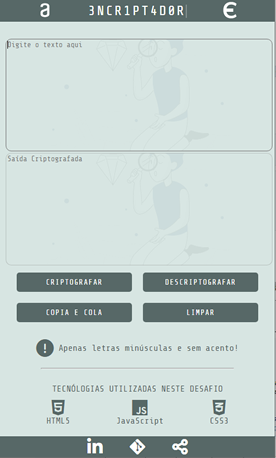 a 3NCR1PT4D0R €
Digite o texto aqui
Saída Criptografada
CRIPTOGRAFAR DESCRIPTOGRAFAR
COPIA E COLA LIMPAR
! Apenas letras minúsculas e sem acento!
TECNÓLOGIAS UTILIZADAS NESTE DESAFIO
5 JS 3
HTML5 JavaScript CSS3
in